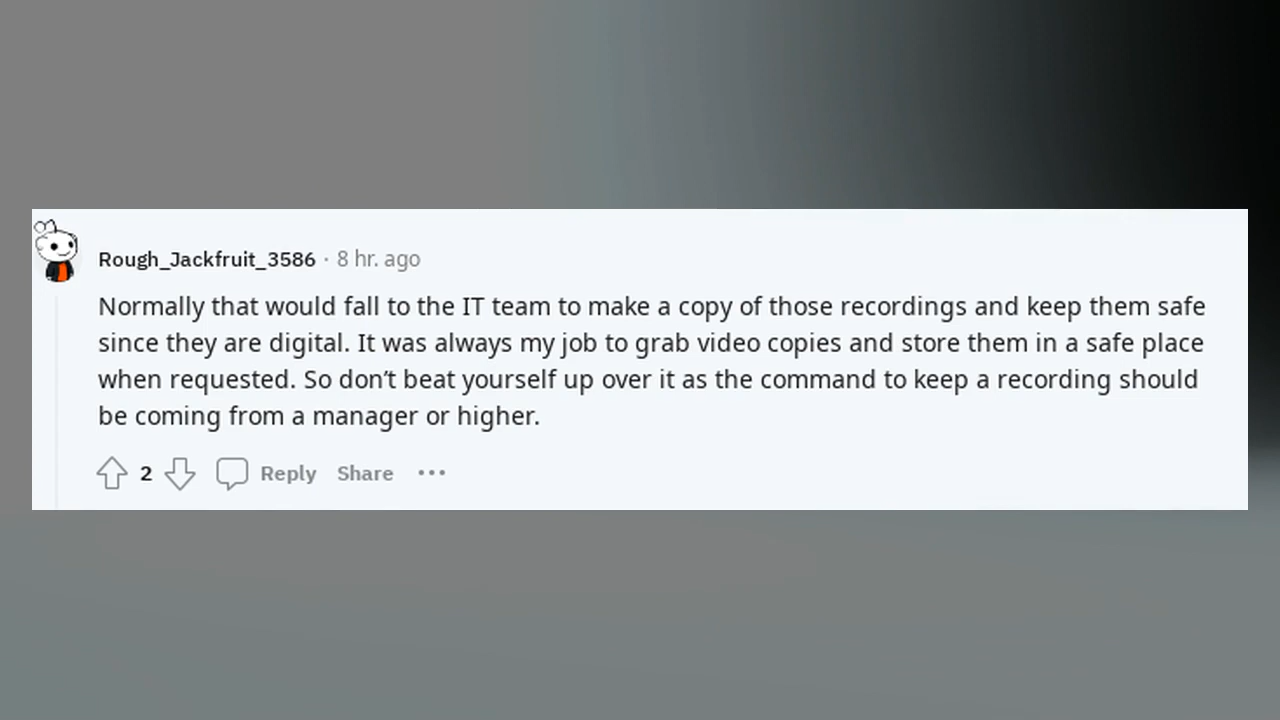 Rough_Jackfruit_3586 · 8 hr. ago
Normally that would fall to the IT team to make a copy of those recordings and keep them safe
since they are digital. It was always my job to grab video copies and store them in a safe place
when requested. So don't beat yourself up over it as the command to keep a recording should
be coming from a manager or higher.
2 Reply Share ···